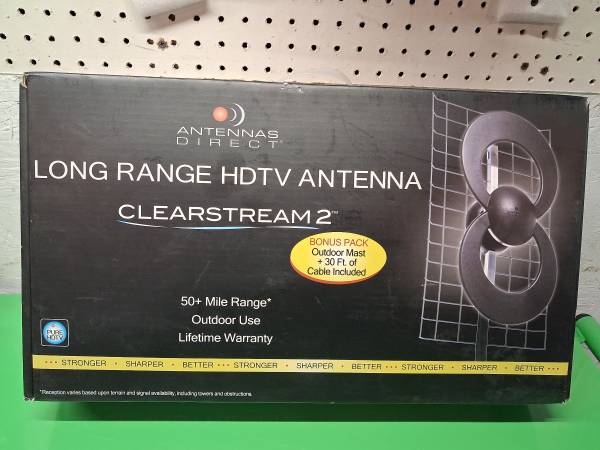 ANTENNAS
DIRECT®
LONG RANGE HDTV ANTENNA
CLEARSTREAM 2™
BONUS PACK
Outdoor Mast
+ 30 Ft. of
Cable Included
50+ Mile Range*
Outdoor Use
Lifetime Warranty
PURE
HDTV
••• STRONGER • SHARPER • BETTER ••• STRONGER • SHARPER • BETTER ••• STRONGER • SHARPER • BETTER •••
*Reception varies based upon terrain and signal availability, including towers and obstructions.